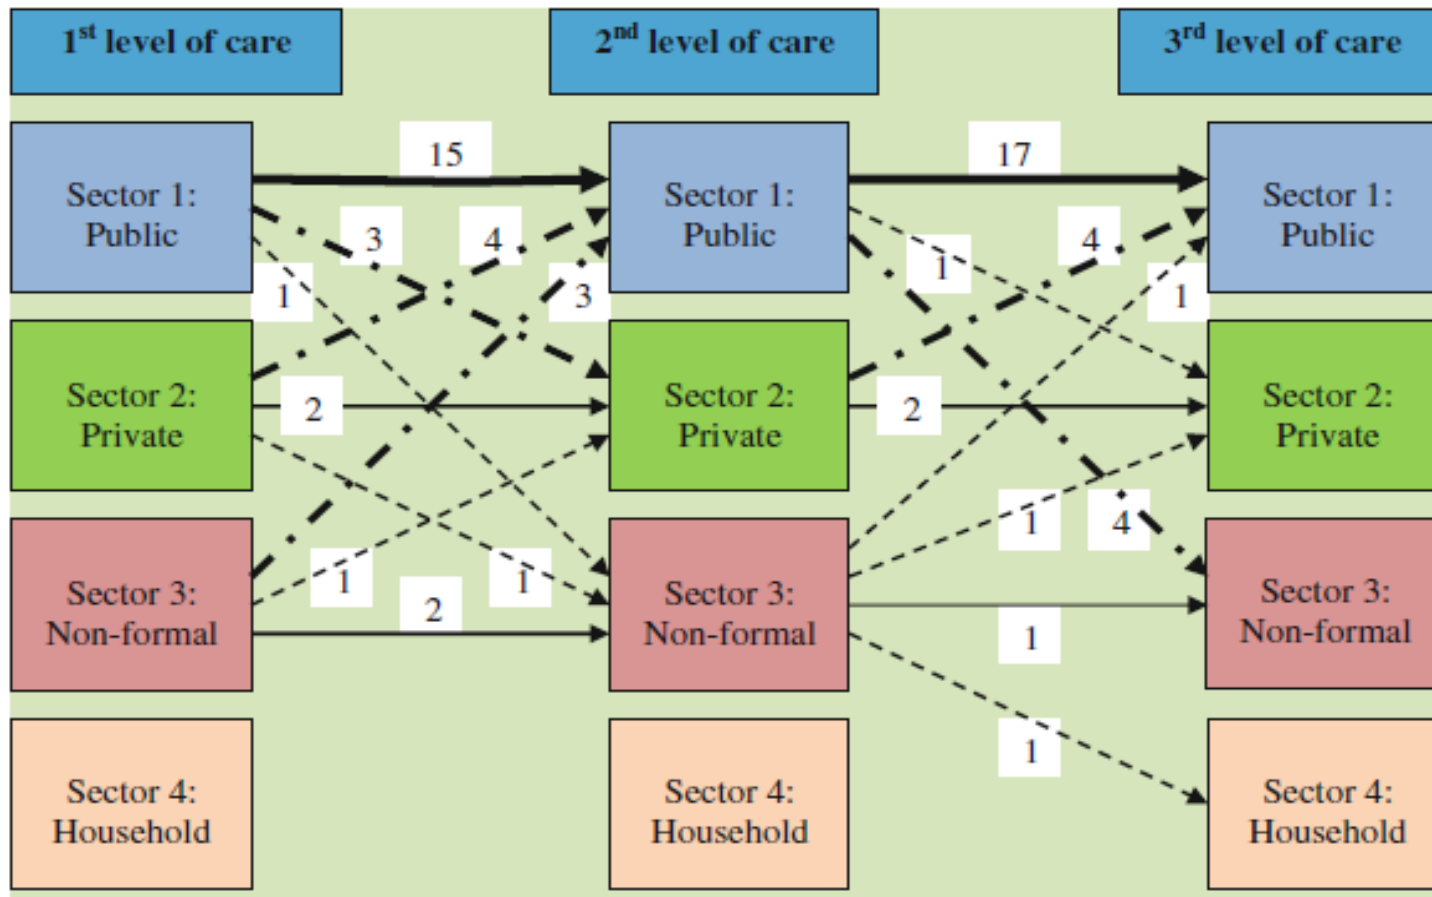 1st level of care
2nd level of care
3rd level of care
15
17
Sector 1:
Public
Sector 1:
Public
Sector 1:
Public
3
4
4
1
3
1
1
Sector 2:
Private
Sector 2:
Private
Sector 2:
Private
2
2
1
4
1
1
2
Sector 3:
Non-formal
Sector 3:
Non-formal
Sector 3:
Non-formal
1
1
Sector 4:
Household
Sector 4:
Household
Sector 4:
Household